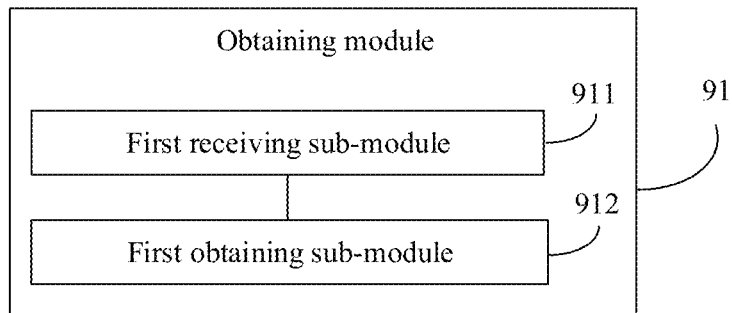 Obtaining module
911
91
First receiving sub-module
912
First obtaining sub-module